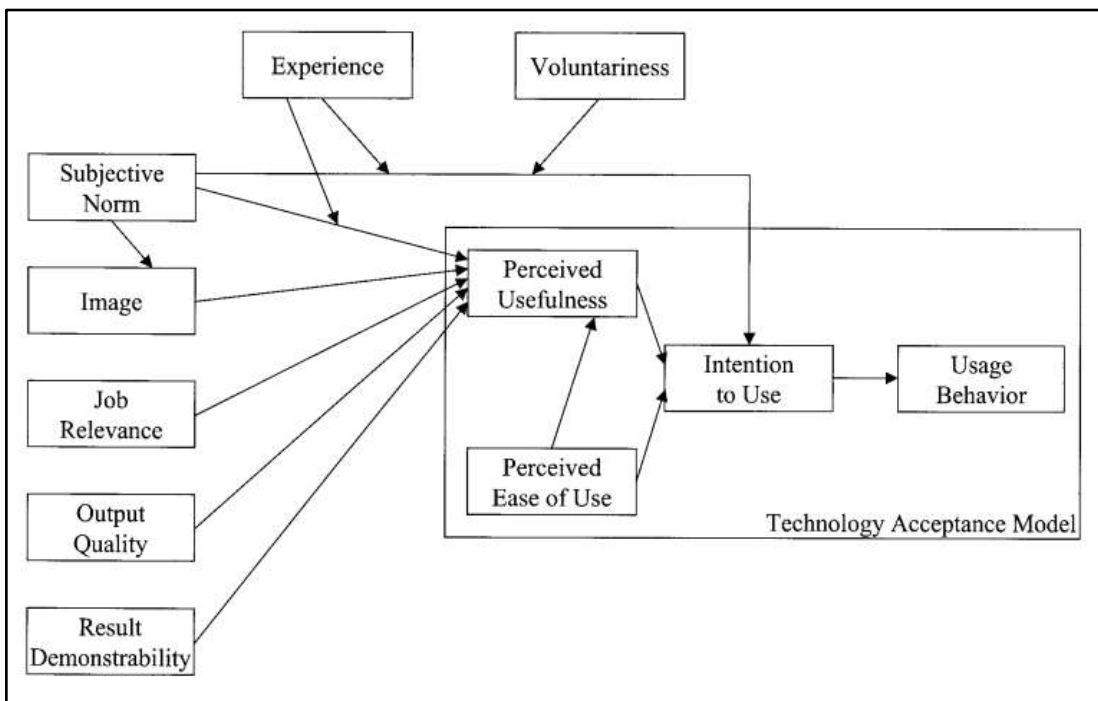 Experience
Voluntariness
Subjective
Norm
Image
Job
Relevance
Output
Quality
Result
Demonstrability
Perceived
Usefulness
Perceived
Ease of Use
Intention
to Use
Usage
Behavior
Technology Acceptance Model